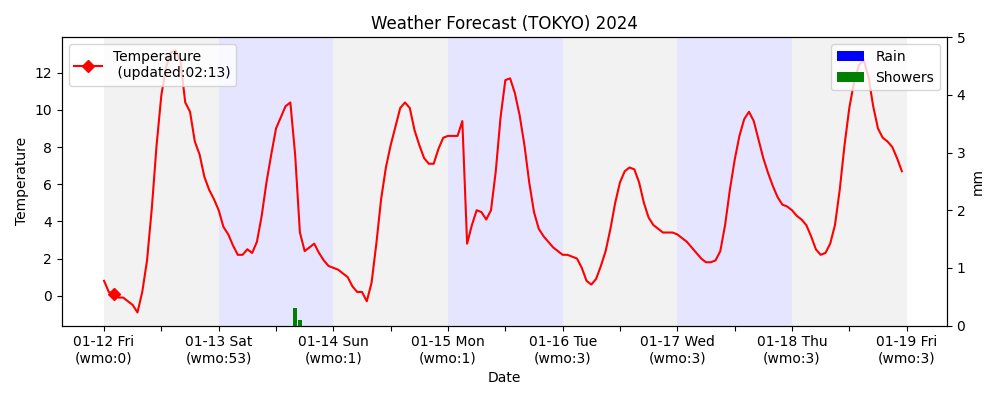 Weather Forecast (TOKYO) 2024
Temperature
(updated:02:13)
Rain
Showers
Temperature
12
10
8
6
4
2
0
5
4
3
2
1
0
mm
01-12 Fri
(wmo:0)
01-13 Sat
(wmo:53)
01-14 Sun
(wmo:1)
01-15 Mon
(wmo:1)
01-16 Tue
(wmo:3)
01-17 Wed
(wmo:3)
01-18 Thu
(wmo:3)
01-19 Fri
(wmo:3)
Date